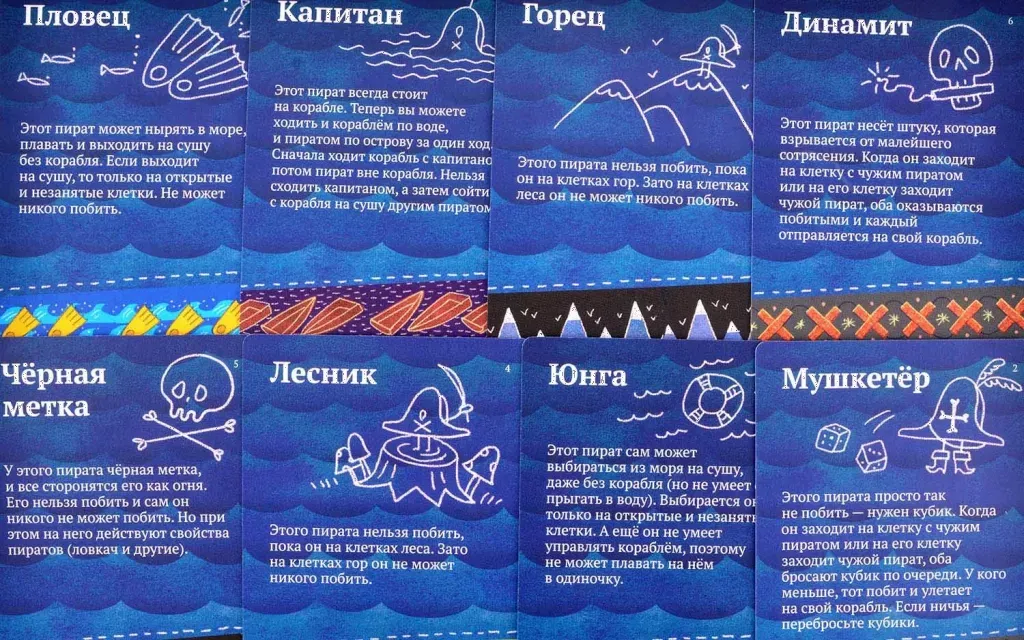 Пловец
Этот пират может нырять в море,
плавать и выходить на сушу
без корабля. Если выходит
на сушу, то только на открытые
и незанятые клетки. Не может
никого побить.
Капитан
Этот пират всегда стоит
на корабле. Теперь вы можете
ходить и кораблём по воде,
и пиратом по острову за один ход.
Сначала ходит корабль с капитано
потом пират вне корабля. Нельзя
сходить капитаном, а затем сойти
с корабля на сушу другим пиратом
Горец
Этого пирата нельзя побить, пока
он на клетках гор. Зато на клетках
леса он не может никого побить.
Динамит
6
Этот пират несёт штуку, которая
взрывается от малейшего
сотрясения. Когда он заходит
на клетку с чужим пиратом
или на его клетку заходит
чужой пират, оба оказываются
побитыми и каждый
отправляется на свой корабль.
Чёрная
метка
5
У этого пирата чёрная метка,
и все сторонятся его как огня.
Его нельзя побить и сам он
никого не может побить. Но при
этом на него действуют свойства
пиратов (ловкач и другие).
Лесник
4
Этого пирата нельзя побить,
пока он на клетках леса. Зато
на клетках гор он не может
никого побить.
Юнга
Этот пират сам может
выбираться из моря на сушу,
даже без корабля (но не умеет
прыгать в воду). Выбирается он
только на открытые и незанят
клетки. А ещё он не умеет
управлять кораблём, поэтому
не может плавать на нём
в одиночку.
Мушкетёр
2
Этого пирата просто так
не побить — нужен кубик. Когда
он заходит на клетку с чужим
пиратом или на его клетку
заходит чужой пират, оба
бросают кубик по очереди. У кого
меньше, тот побит и улетает
на свой корабль. Если ничья —
перебросьте кубики.